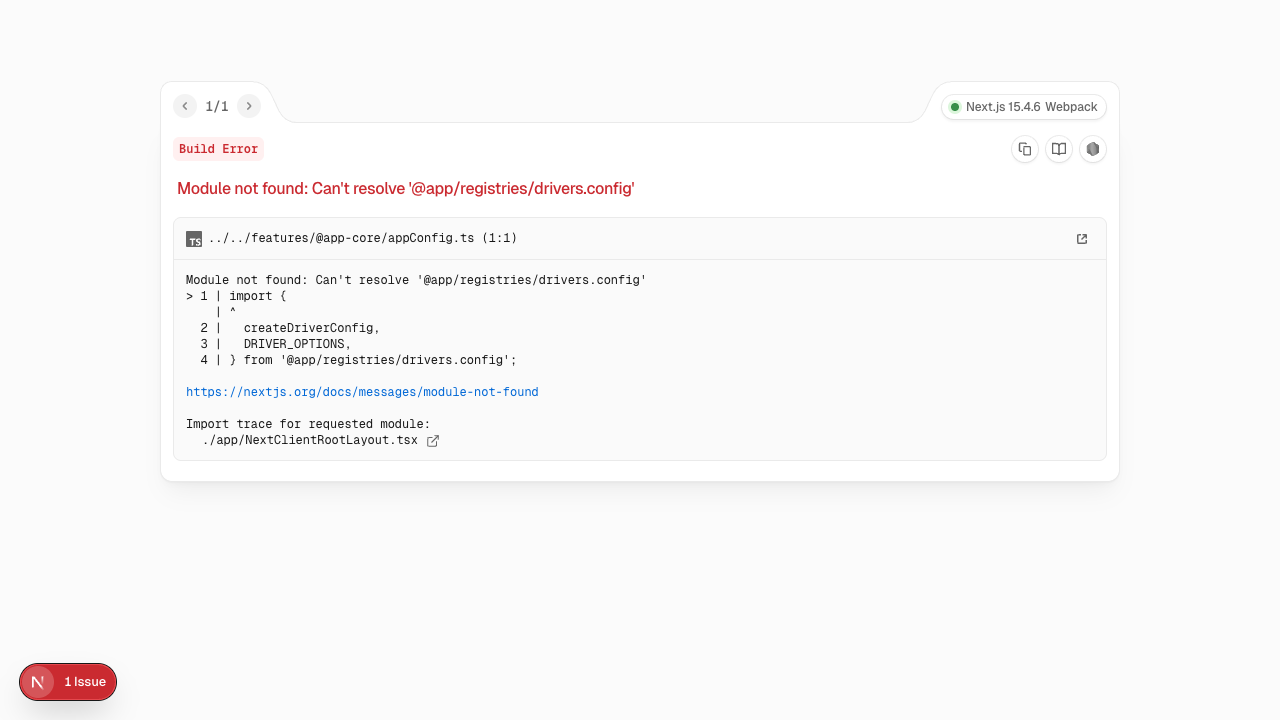 1/1
Next.js 15.4.6 Webpack
Build Error
Module not found: Can't resolve '@app/registries/drivers.config'
TS ../../features/@app-core/appConfig.ts (1:1)
Module not found: Can't resolve '@app/registries/drivers.config'
> 1 | import {
    | ^
  2 |   createDriverConfig,
  3 |   DRIVER_OPTIONS,
  4 | } from '@app/registries/drivers.config';
https://nextjs.org/docs/messages/module-not-found
Import trace for requested module:
./app/NextClientRootLayout.tsx
N 1 Issue